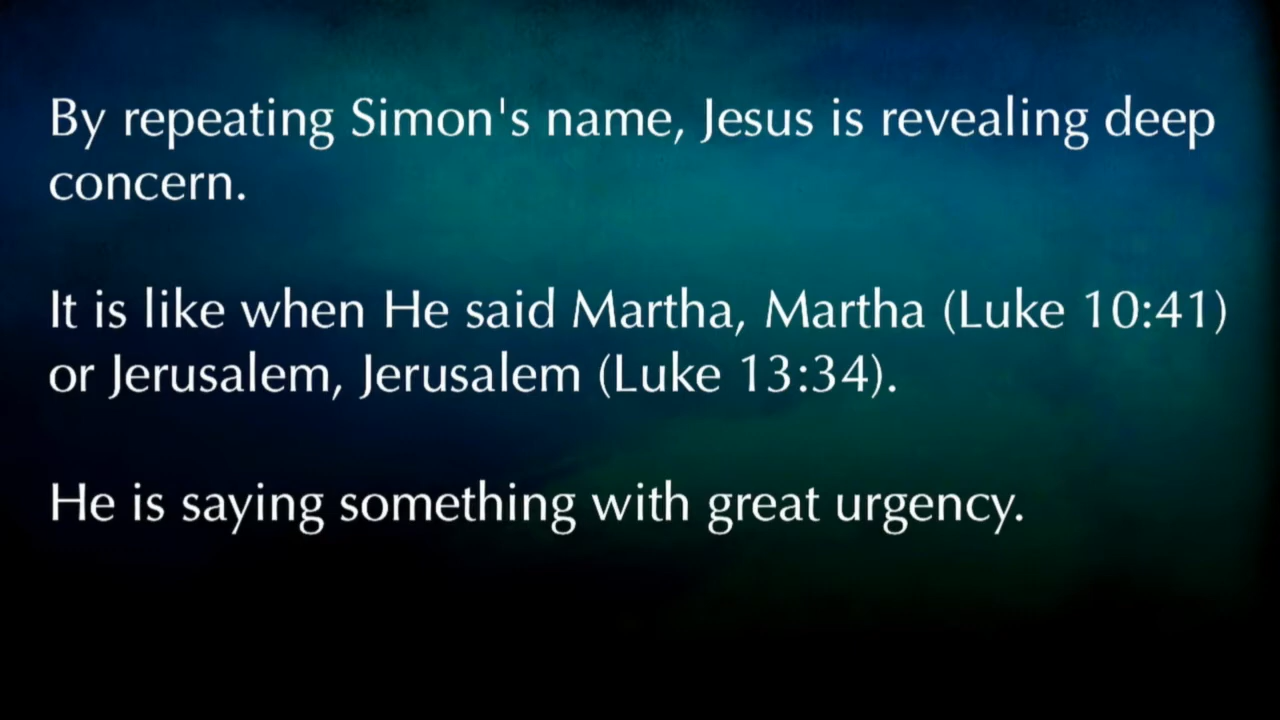 By repeating Simon's name, Jesus is revealing deep
concern.
It is like when He said Martha, Martha (Luke 10:41)
or Jerusalem, Jerusalem (Luke 13:34).
He is saying something with great urgency.